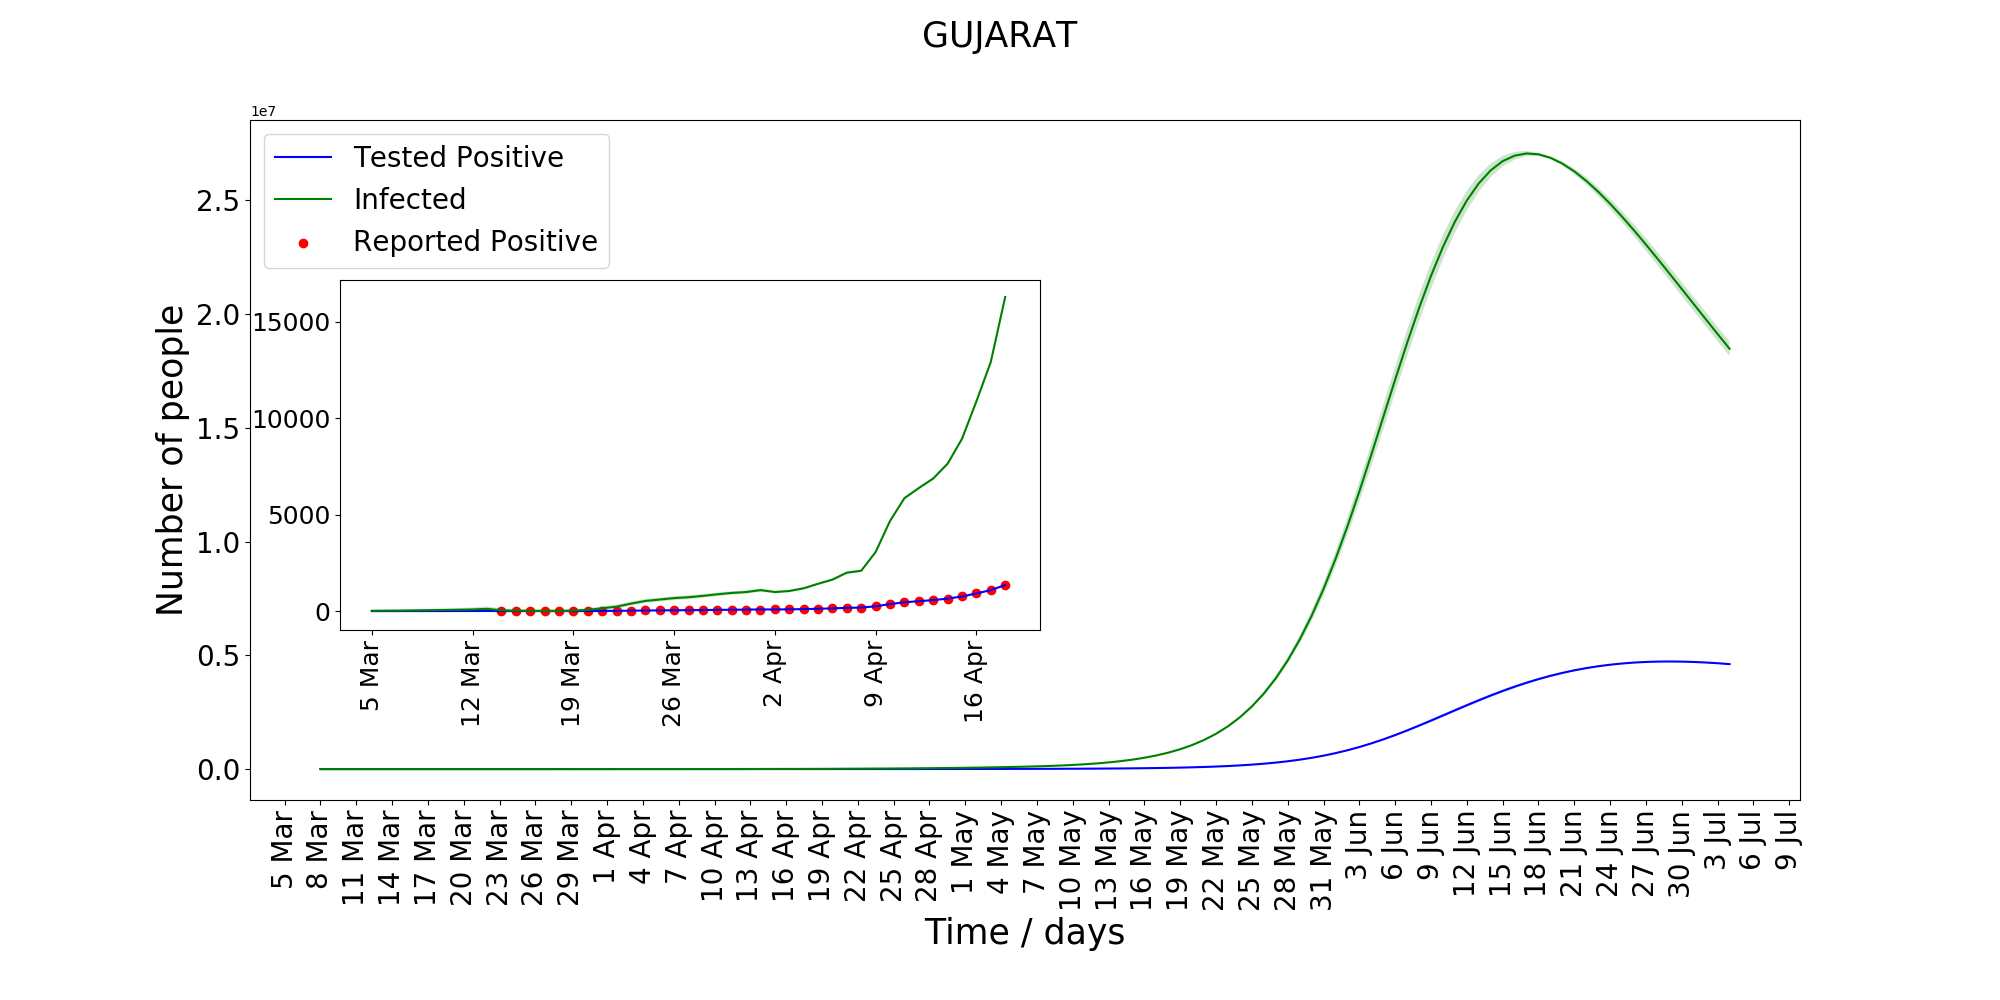 GUJARAT
1e7
Tested Positive
Infected
Reported Positive
Number of people
2.5
2.0
1.5
1.0
0.5
0.0
15000
10000
5000
0
5 Mar
12 Mar
19 Mar
26 Mar
2 Apr
9 Apr
16 Apr
5 Mar
8 Mar
11 Mar
14 Mar
17 Mar
20 Mar
23 Mar
26 Mar
29 Mar
1 Apr
4 Apr
7 Apr
10 Apr
13 Apr
16 Apr
19 Apr
22 Apr
25 Apr
28 Apr
1 May
4 May
7 May
10 May
13 May
16 May
19 May
22 May
25 May
28 May
31 May
3 Jun
6 Jun
9 Jun
12 Jun
15 Jun
18 Jun
21 Jun
24 Jun
27 Jun
30 Jun
3 Jul
6 Jul
9 Jul
Time / days